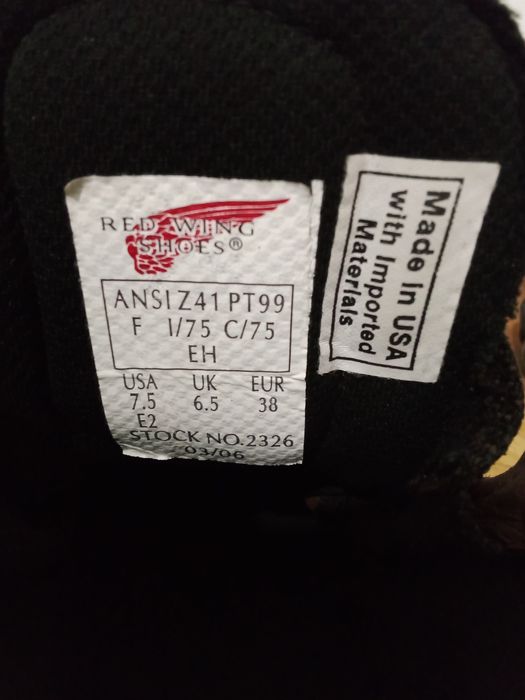 RED WING
SHOES®
ANSI Z41 PT99
F I/75 C/75
EH
USA UK EUR
7.5 6.5 38
E2
STOCK NO.2326
03/06
Made in USA
with Imported
Materials